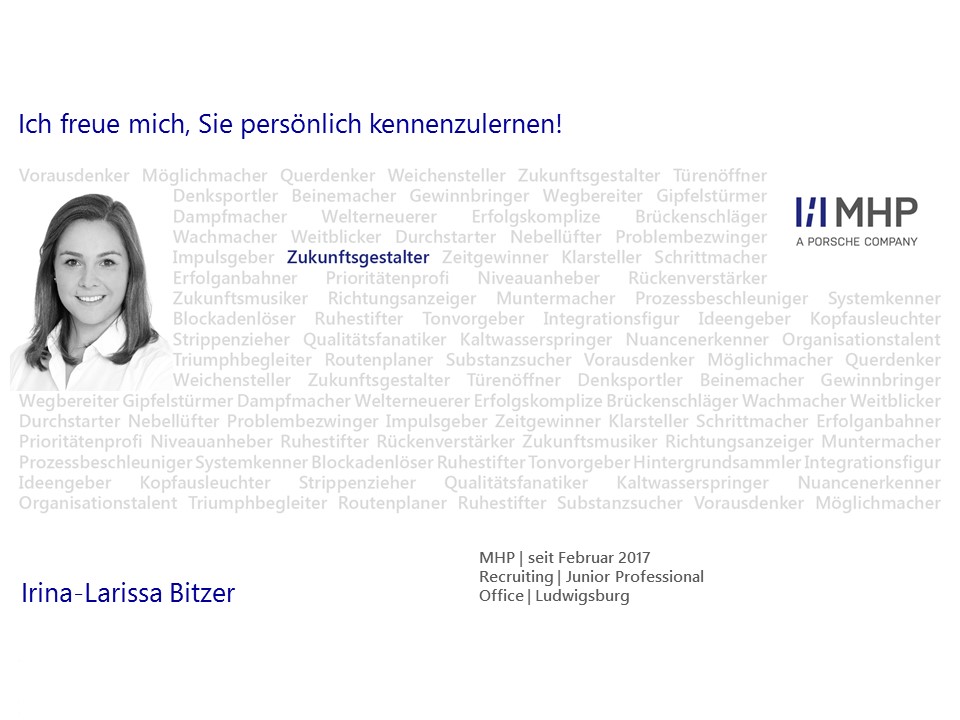 Ich freue mich, Sie persönlich kennenzulernen!
Vorausdenker Möglichmacher Querdenker Weichensteller Zukunftsgestalter Türenöffner
Denksportler Beinemacher Gewinnbringer Wegbereiter Gipfelstürmer
Dampfmacher Welterneuerer Erfolgskomplize Brückenschläger
Wachmacher Weitblicker Durchstarter Nebellüfter Problembezwinger
Impulsgeber Zukunftsgestalter Zeitgewinner Klarsteller Schrittmacher
Erfolganbahner Prioritätenprofi Niveauanheber Rückenverstärker
MHP
A PORSCHE COMPANY
Zukunftsmusiker Richtungsanzeiger Muntermacher Prozessbeschleuniger Systemkenner
Blockadenlöser Ruhestifter Tonvorgeber Integrationsfigur Ideengeber Kopfausleuchter
Strippenzieher Qualitätsfanatiker Kaltwasserspringer Nuancenerkenner Organisationstalent
Triumphbegleiter Routenplaner Substanzsucher Vorausdenker Möglichmacher Querdenker
Weichensteller Zukunftsgestalter Türenöffner Denksportler Beinemacher Gewinnbringer
Wegbereiter Gipfelstürmer Dampfmacher Welterneuerer Erfolgskomplize Brückenschläger Wachmacher Weitblicker
Durchstarter Nebellüfter Problembezwinger Impulsgeber Zeitgewinner Klarsteller Schrittmacher Erfolganbahner
Prioritätenprofi Niveauanheber Ruhestifter Rückenverstärker Zukunftsmusiker Richtungsanzeiger Muntermacher
Prozessbeschleuniger Systemkenner Blockadenlöser Ruhestifter Tonvorgeber Hintergrundsammler Integrationsfigur
Ideengeber Kopfausleuchter Strippenzieher Qualitätsfanatiker Kaltwasserspringer Nuancenerkenner
Organisationstalent Triumphbegleiter Routenplaner Ruhestifter Substanzsucher Vorausdenker Möglichmacher
MHP | seit Februar 2017
Recruiting | Junior Professional
Office | Ludwigsburg
Irina-Larissa Bitzer